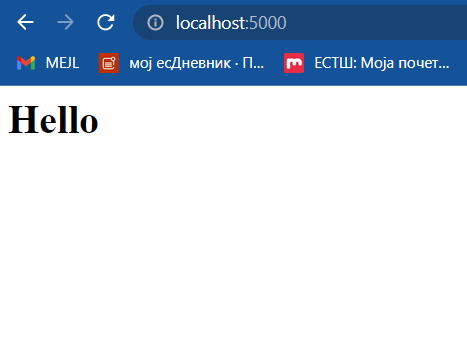 localhost:5000
MEJL мој есДневник · П... ЕСТШ: Моја почет...
Hello